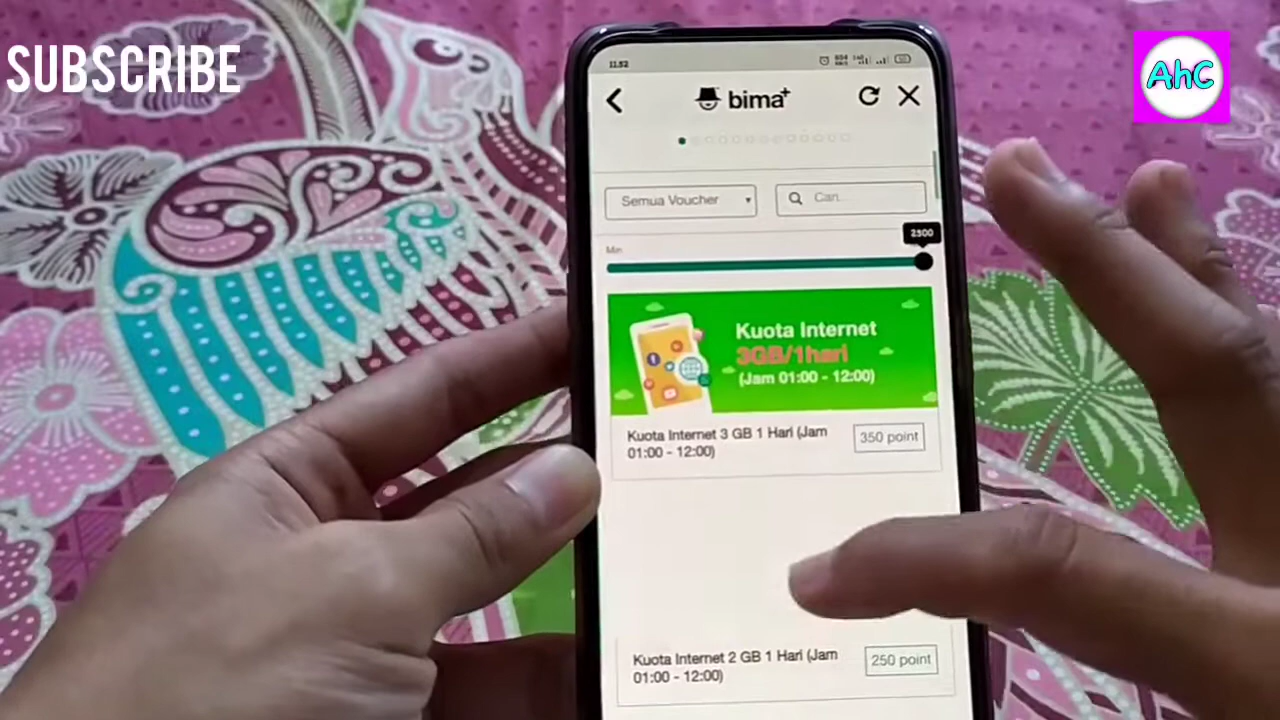 SUBSCRIBE
AhC
11.52
bima+
Semua Voucher
Cari...
Min
2500
Kuota Internet
3GB/1hari
(Jam 01:00 - 12:00)
Kuota Internet 3 GB 1 Hari (Jam
01:00 - 12:00)
350 point
Kuota Internet 2 GB 1 Hari (Jam
01:00 - 12:00)
250 point